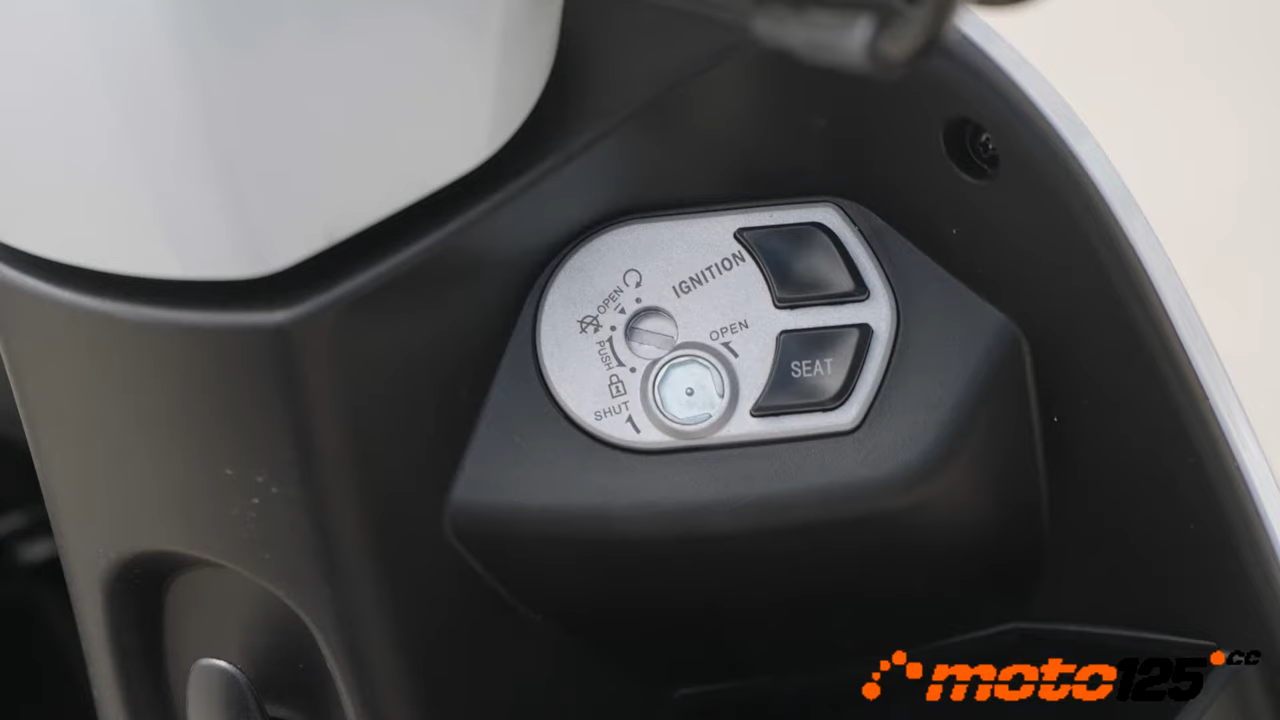 IGNITION
OPEN
OPEN
PUSH
SHUT
SEAT
moto125.cc